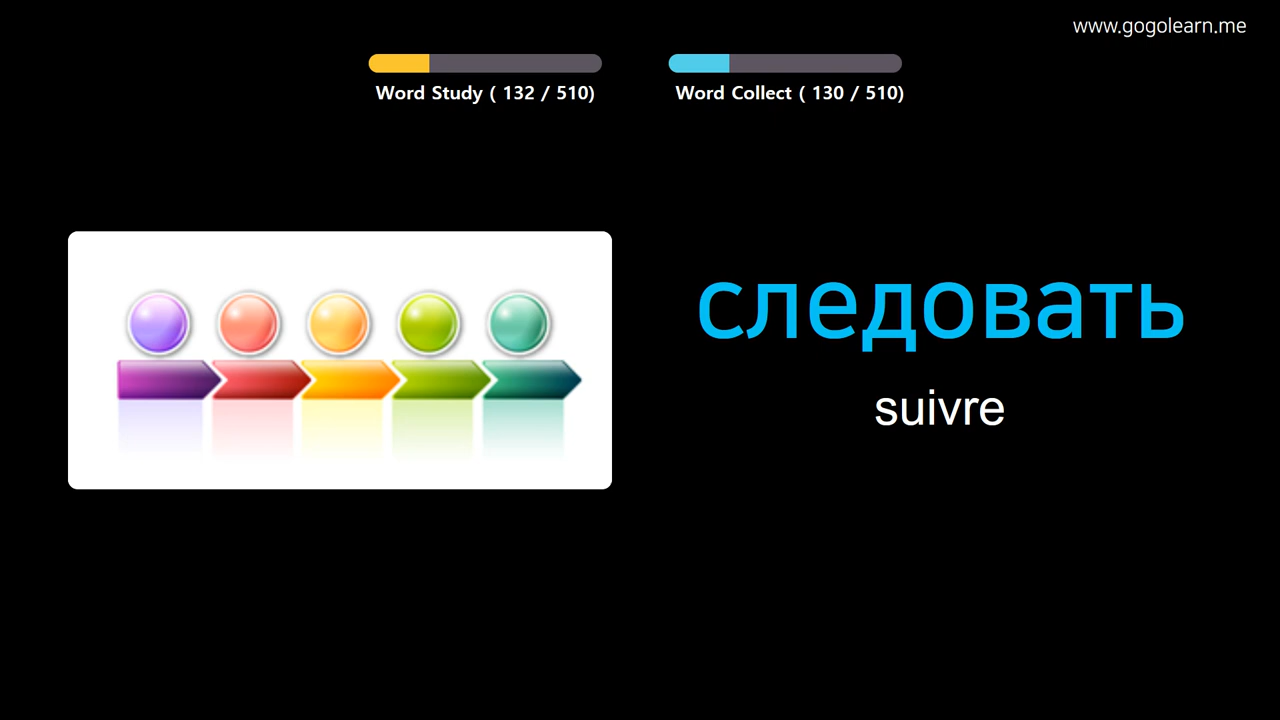 www.gogolearn.me
Word Study ( 132 / 510)
Word Collect ( 130 / 510)
следовать
suivre